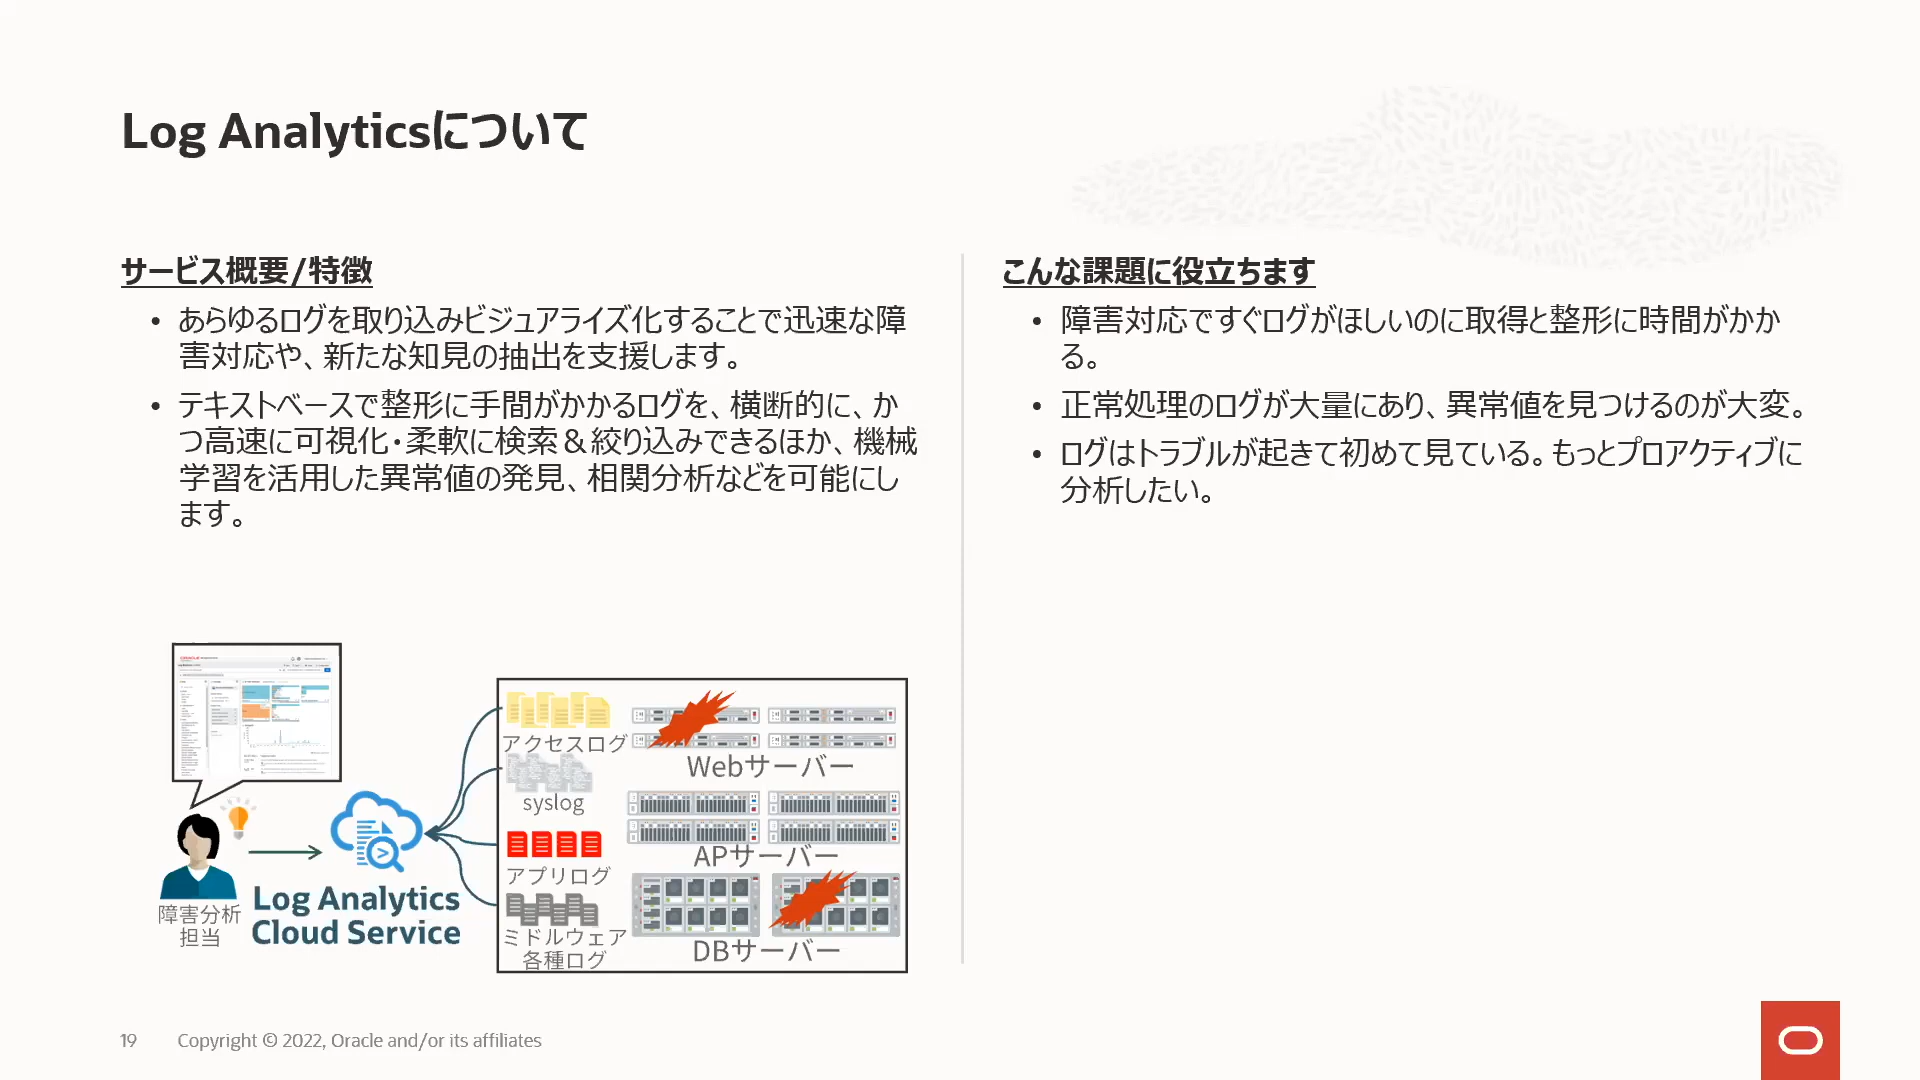 Log Analyticsについて
サービス概要/特徴
• あらゆるログを取り込みビジュアライズ化することで迅速な障
害対応や、新たな知見の抽出を支援します。
• テキストベースで整形に手間がかかるログを、横断的に、か
つ高速に可視化・柔軟に検索＆絞り込みできるほか、機械
学習を活用した異常値の発見、相関分析などを可能にし
ます。
こんな課題に役立ちます
• 障害対応ですぐログがほしいのに取得と整形に時間がかか
る。
• 正常処理のログが大量にあり、異常値を見つけるのが大変。
• ログはトラブルが起きて初めて見ている。もっとプロアクティブに
分析したい。
障害分析
担当
Log Analytics
Cloud Service
アクセスログ
syslog
アプリログ
ミドルウェア
各種ログ
Webサーバー
APサーバー
DBサーバー
19 Copyright © 2022, Oracle and/or its affiliates